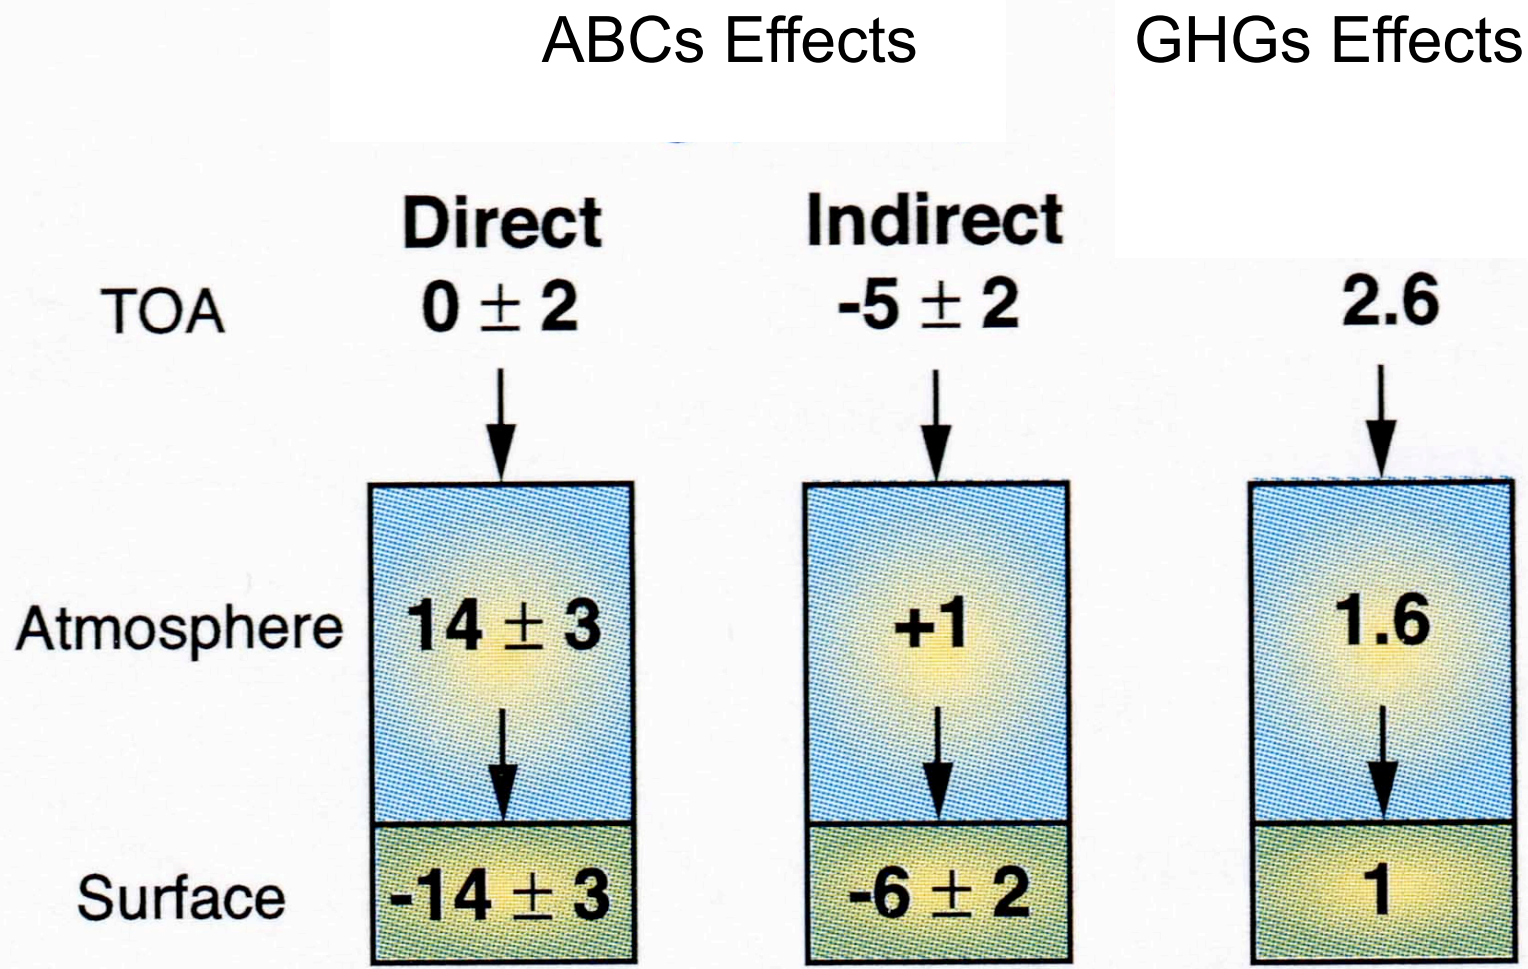 ABCs Effects GHGs Effects
Direct Indirect
TOA 0 ± 2 -5 ± 2 2.6
Atmosphere 14 ± 3 +1 1.6
Surface -14 ± 3 -6 ± 2 1